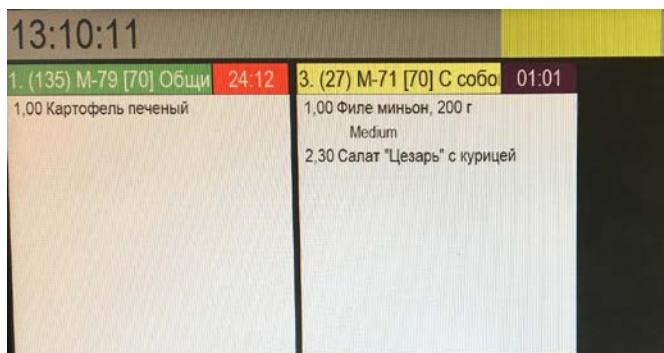 13:10:11
1. (135) М-79 [70] Общи 24:12
1,00 Картофель печеный
3. (27) М-71 [70] С собо 01:01
1,00 Филе миньон, 200 г
Medium
2,30 Салат "Цезарь" с курицей